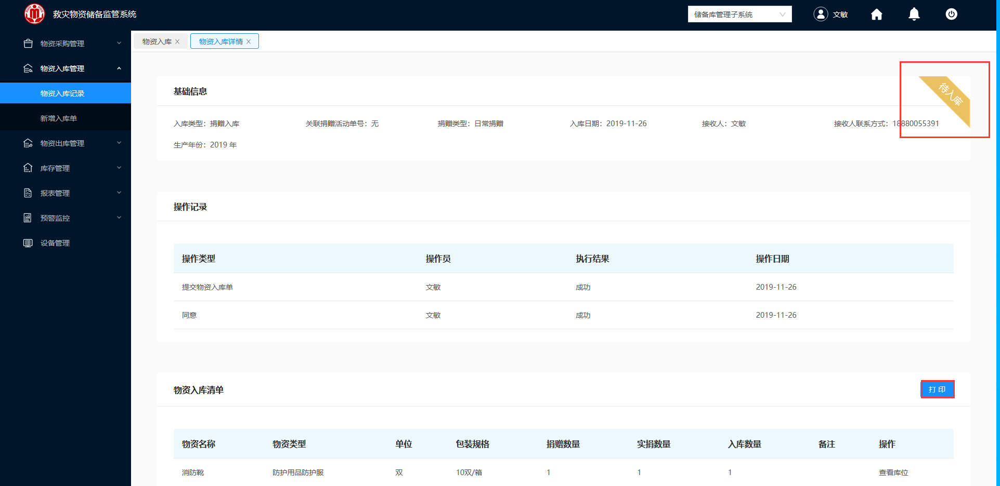 救灾物资储备监管系统
储备库管理子系统
文敏
物资采购管理
物资入库管理
物资入库记录
新增入库单
物资出库管理
库存管理
报表管理
预警监控
设备管理
物资入库
物资入库详情
基础信息
待入库
入库类型：捐赠入库 关联捐赠活动单号：无 捐赠类型：日常捐赠 入库日期：2019-11-26 接收人：文敏 接收人联系方式：18880055391
生产年份：2019 年
操作记录
操作类型 操作员 执行结果 操作日期
提交物资入库单 文敏 成功 2019-11-26
同意 文敏 成功 2019-11-26
物资入库清单
打 印
物资名称 物资类型 单位 包装规格 捐赠数量 实捐数量 入库数量 备注 操作
消防靴 防护用品防护服 双 10双/箱 1 1 1 查看库位